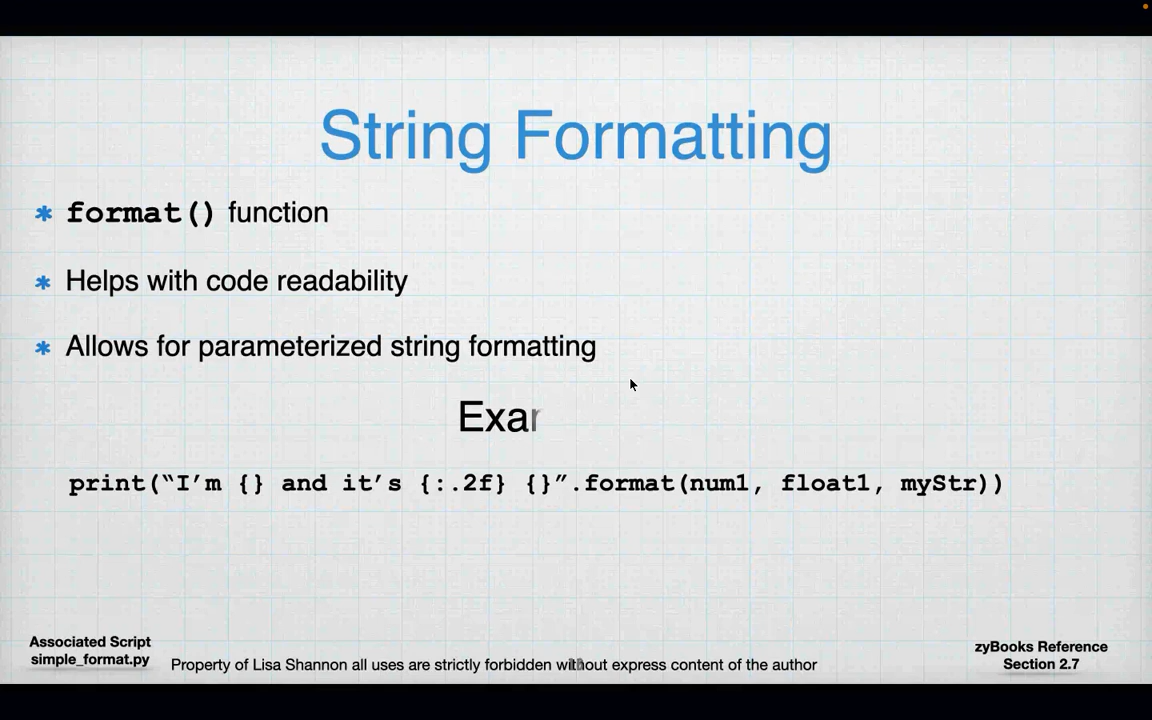 String Formatting
* format() function
* Helps with code readability
* Allows for parameterized string formatting
Exar
print(“I’m {} and it’s {:.2f} {}”.format(num1, float1, myStr))
Associated Script
simple_format.py
Property of Lisa Shannon all uses are strictly forbidden without express content of the author
zyBooks Reference
Section 2.7